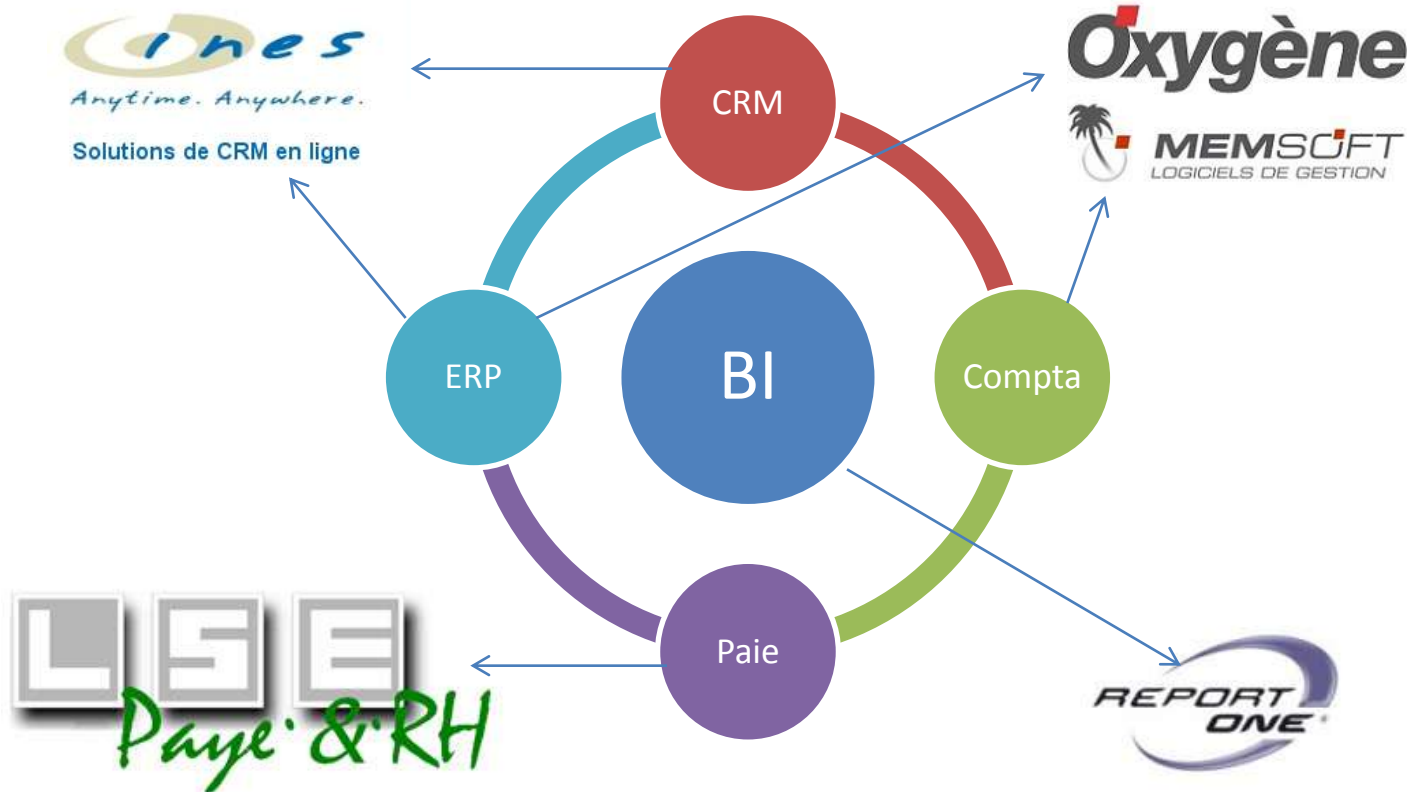 ines
Anytime. Anywhere.
Solutions de CRM en ligne
CRM
Oxygène
MEMSOFT
LOGICIELS DE GESTION
ERP
BI
Compta
LSE
Paye & RH
Paie
REPORT
ONE